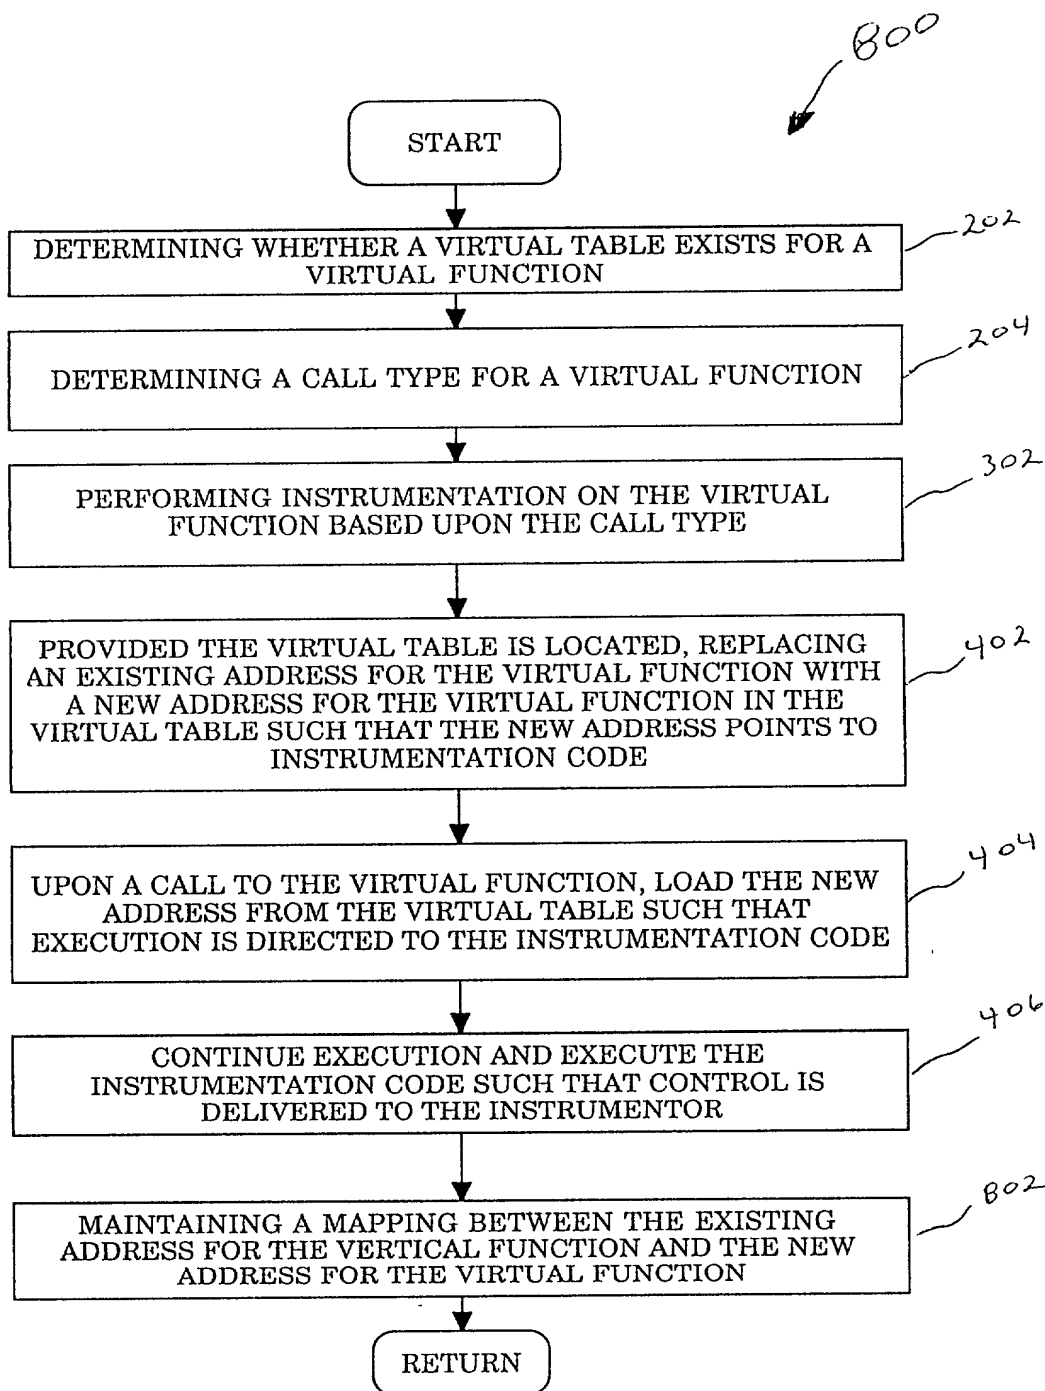 800
START
DETERMINING WHETHER A VIRTUAL TABLE EXISTS FOR A
VIRTUAL FUNCTION
202
DETERMINING A CALL TYPE FOR A VIRTUAL FUNCTION
204
PERFORMING INSTRUMENTATION ON THE VIRTUAL
FUNCTION BASED UPON THE CALL TYPE
302
PROVIDED THE VIRTUAL TABLE IS LOCATED, REPLACING
AN EXISTING ADDRESS FOR THE VIRTUAL FUNCTION WITH
A NEW ADDRESS FOR THE VIRTUAL FUNCTION IN THE
VIRTUAL TABLE SUCH THAT THE NEW ADDRESS POINTS TO
INSTRUMENTATION CODE
402
UPON A CALL TO THE VIRTUAL FUNCTION, LOAD THE NEW
ADDRESS FROM THE VIRTUAL TABLE SUCH THAT
EXECUTION IS DIRECTED TO THE INSTRUMENTATION CODE
404
CONTINUE EXECUTION AND EXECUTE THE
INSTRUMENTATION CODE SUCH THAT CONTROL IS
DELIVERED TO THE INSTRUMENTOR
406
MAINTAINING A MAPPING BETWEEN THE EXISTING
ADDRESS FOR THE VERTICAL FUNCTION AND THE NEW
ADDRESS FOR THE VIRTUAL FUNCTION
802
RETURN